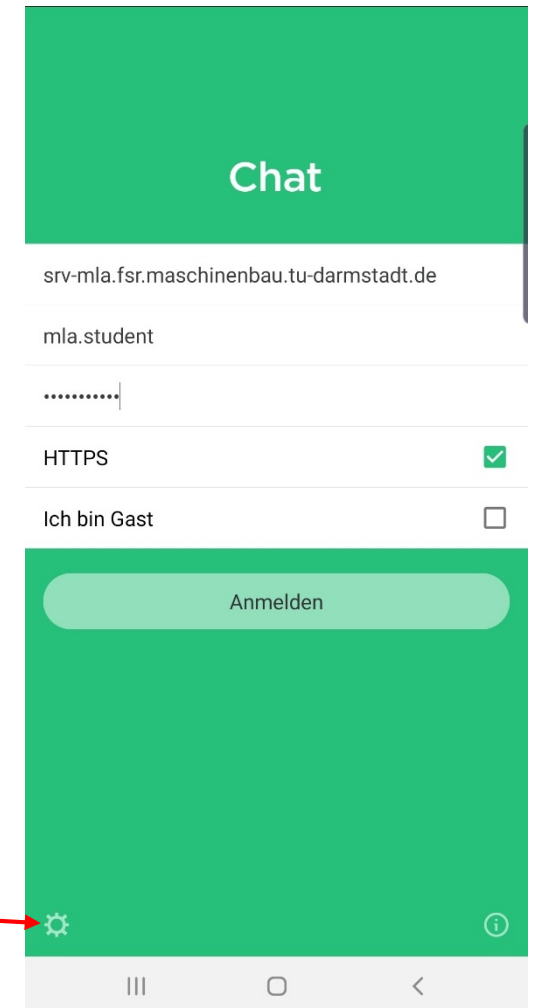 Chat
srv-mla.fsr.maschinenbau.tu-darmstadt.de
mla.student
•••••••••••
HTTPS
Ich bin Gast
Anmelden